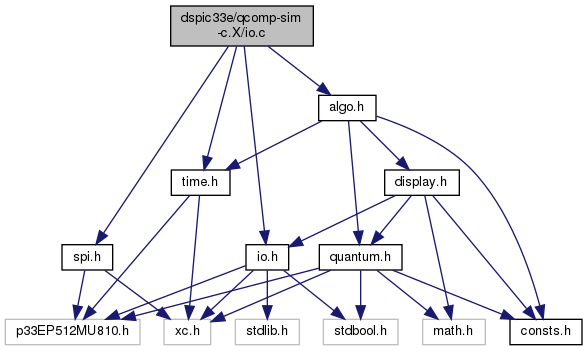 dspic33e/qcomp-sim
-c.X/io.c
algo.h
time.h
display.h
spi.h
io.h
quantum.h
p33EP512MU810.h
xc.h
stdlib.h
stdbool.h
math.h
consts.h